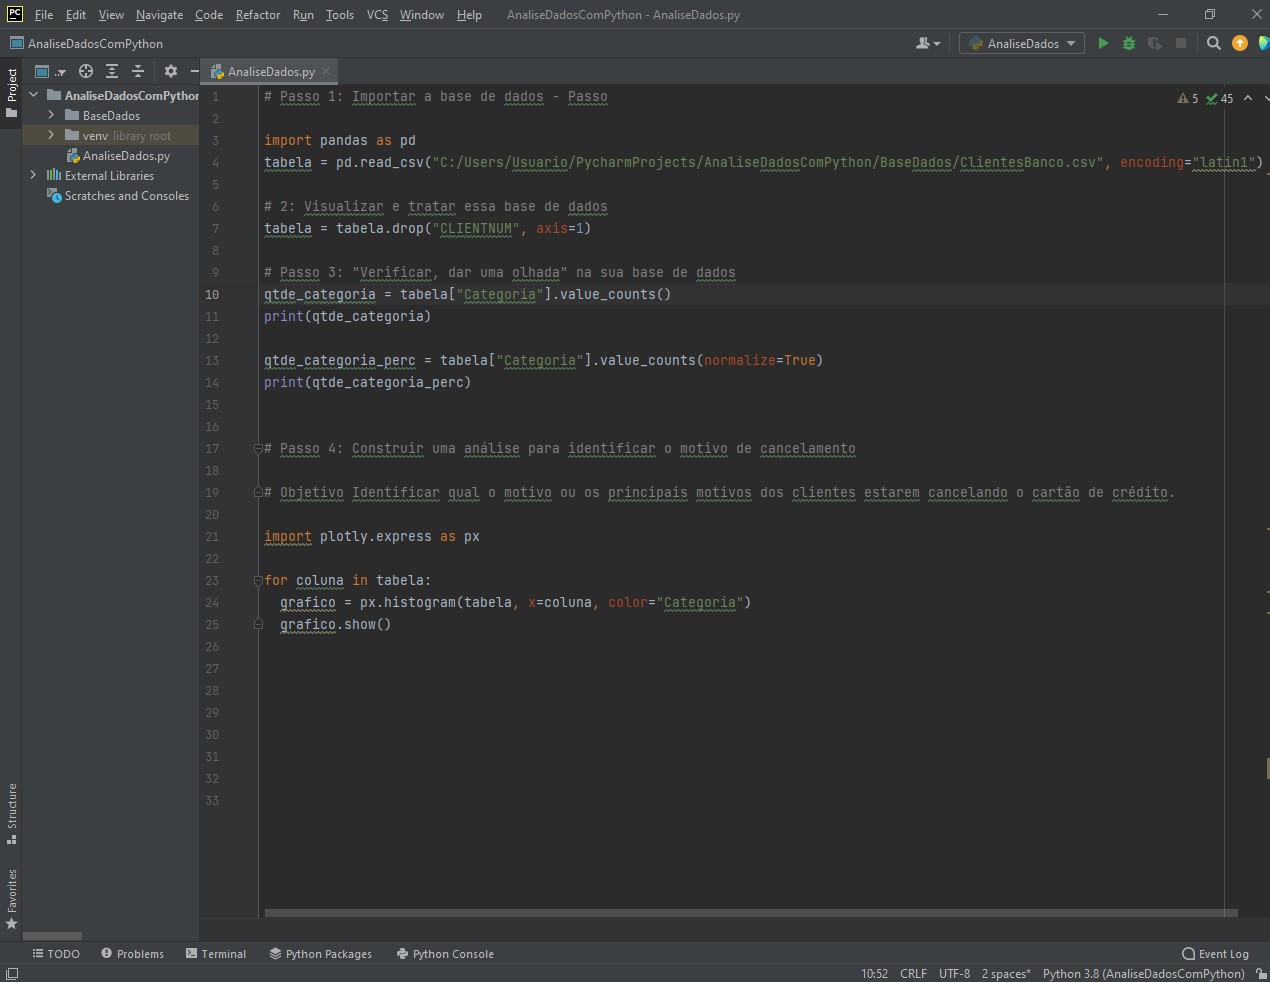 PC File Edit View Navigate Code Refactor Run Tools VCS Window Help AnaliseDadosComPython - AnaliseDados.py
AnaliseDadosComPython AnaliseDados
Project
AnaliseDados.py
AnaliseDadosComPython
BaseDados
venv library root
AnaliseDados.py
External Libraries
Scratches and Consoles
1 # Passo 1: Importar a base de dados - Passo
5 45
2
3 import pandas as pd
4 tabela = pd.read_csv("C:/Users/Usuario/PycharmProjects/AnaliseDadosComPython/BaseDados/ClientesBanco.csv", encoding="latin1")
5
6 # 2: Visualizar e tratar essa base de dados
7 tabela = tabela.drop("CLIENTNUM", axis=1)
8
9 # Passo 3: "Verificar, dar uma olhada" na sua base de dados
10 qtde_categoria = tabela["Categoria"].value_counts()
11 print(qtde_categoria)
12
13 qtde_categoria_perc = tabela["Categoria"].value_counts(normalize=True)
14 print(qtde_categoria_perc)
15
16
17 # Passo 4: Construir uma análise para identificar o motivo de cancelamento
18
19 # Objetivo Identificar qual o motivo ou os principais motivos dos clientes estarem cancelando o cartão de crédito.
20
21 import plotly.express as px
22
23 for coluna in tabela:
24 grafico = px.histogram(tabela, x=coluna, color="Categoria")
25 grafico.show()
26
27
28
29
30
31
32
33
Structure
Favorites
TODO Problems Terminal Python Packages Python Console Event Log
10:52 CRLF UTF-8 2 spaces* Python 3.8 (AnaliseDadosComPython)